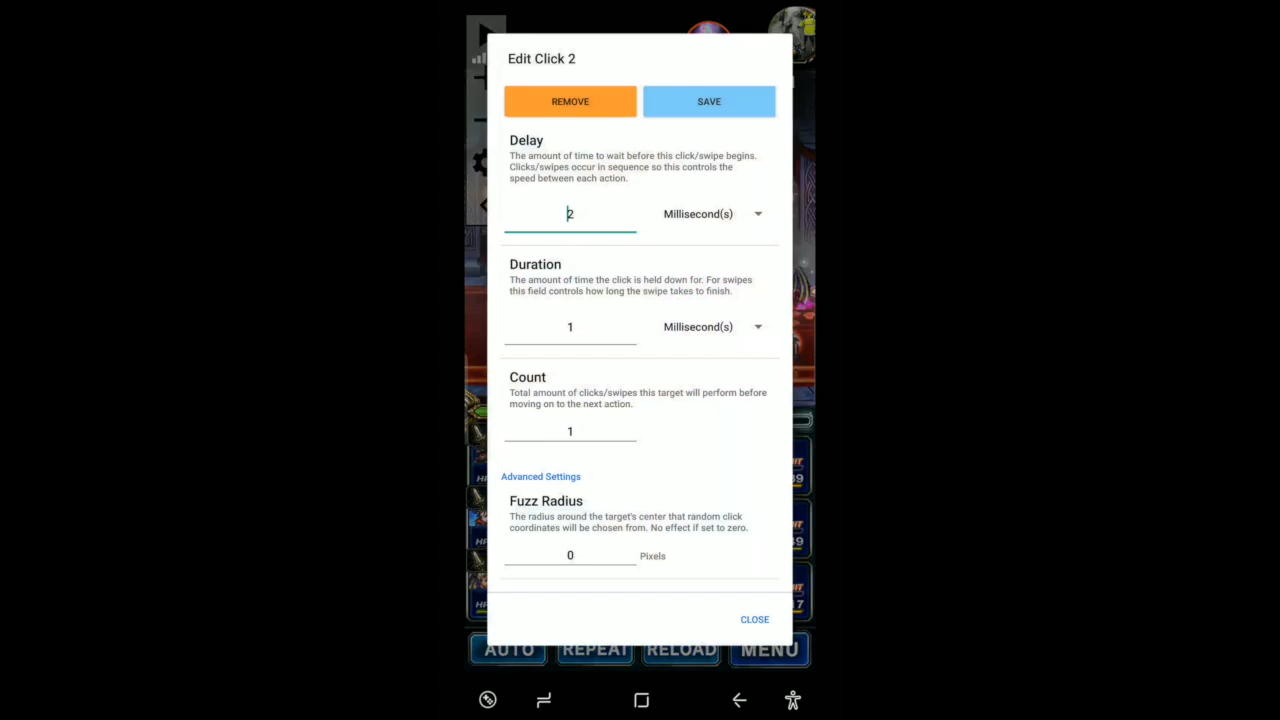 Edit Click 2
REMOVE
SAVE
Delay
The amount of time to wait before this click/swipe begins.
Clicks/swipes occur in sequence so this controls the
speed between each action.
2
Millisecond(s)
Duration
The amount of time the click is held down for. For swipes
this field controls how long the swipe takes to finish.
1
Millisecond(s)
Count
Total amount of clicks/swipes this target will perform before
moving on to the next action.
1
Advanced Settings
Fuzz Radius
The radius around the target's center that random click
coordinates will be chosen from. No effect if set to zero.
0
Pixels
CLOSE
AUTO
REPEAT
RELOAD
MENU